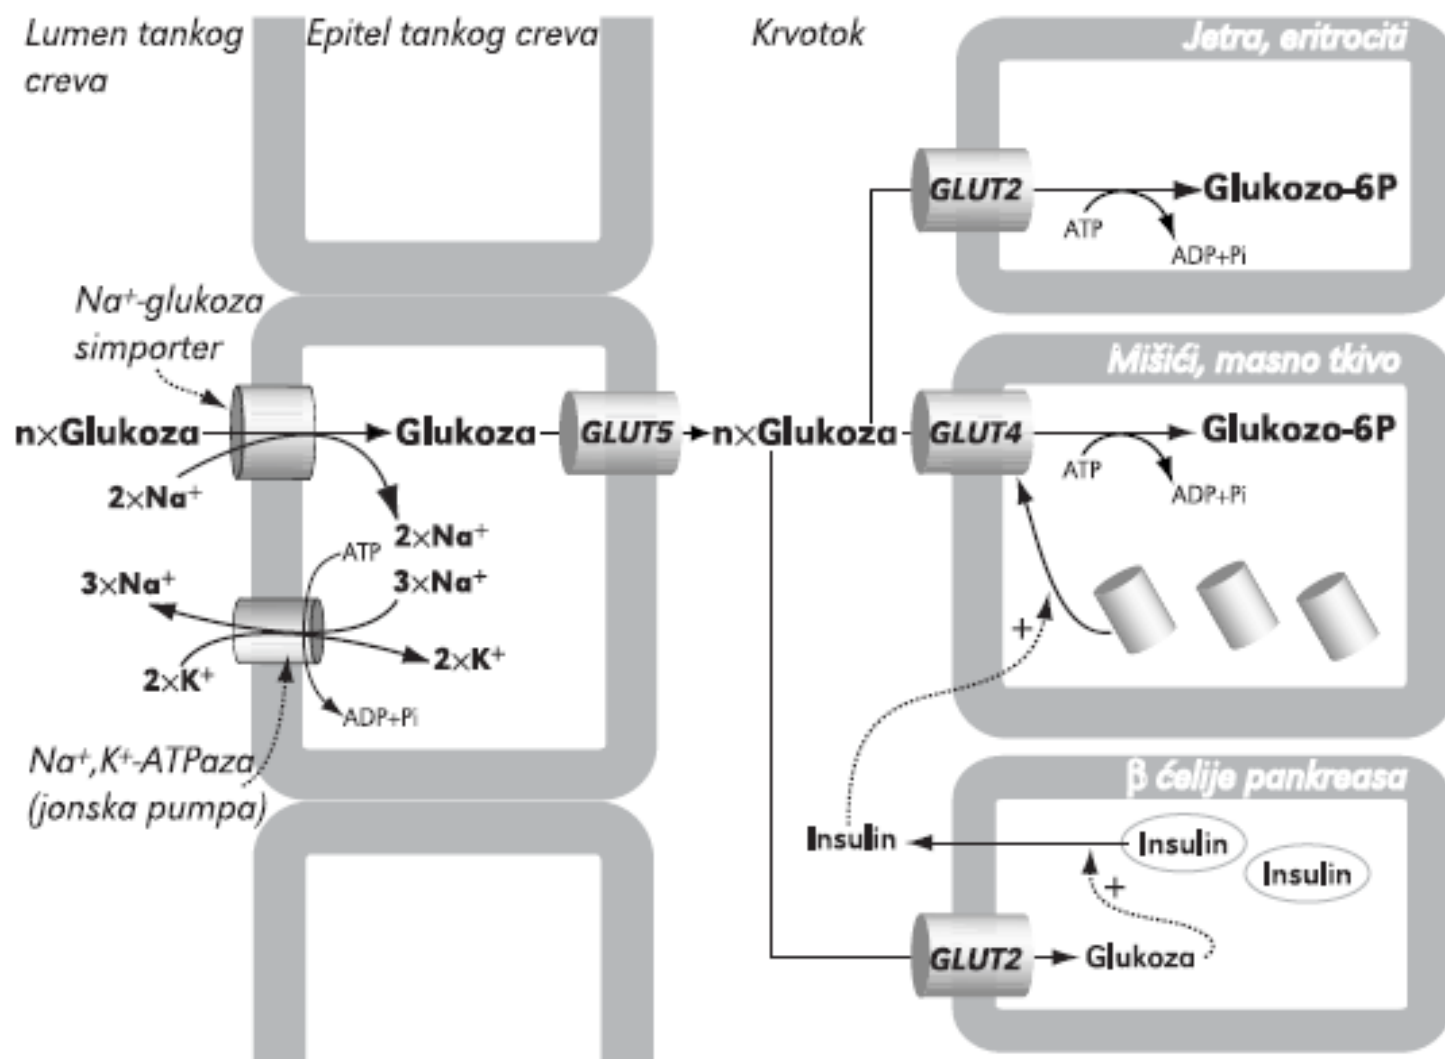 Lumen tankog
creva
Epitel tankog creva
Krvotok
Jetra, eritrociti
GLUT2
Glukozo-6P
ATP
ADP+Pi
Na⁺-glukoza
simporter
n×Glukoza
2×Na⁺
Glukoza
2×Na⁺
GLUT5
n×Glukoza
Mišići, masno tkivo
GLUT4
Glukozo-6P
ATP
ADP+Pi
+
ATP
3×Na⁺
3×Na⁺
2×K⁺
2×K⁺
ADP+Pi
Na⁺,K⁺-ATPaza
(jonska pumpa)
β ćelije pankreasa
Insulin
Insulin
Insulin
+
GLUT2
Glukoza